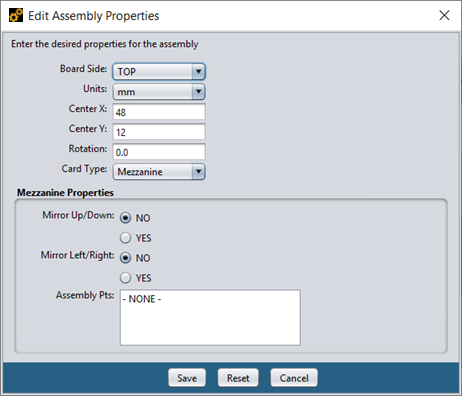 Edit Assembly Properties
Enter the desired properties for the assembly
Board Side: TOP
Units: mm
Center X: 48
Center Y: 12
Rotation: 0.0
Card Type: Mezzanine
Mezzanine Properties
Mirror Up/Down: NO
YES
Mirror Left/Right: NO
YES
Assembly Pts: - NONE -
Save Reset Cancel